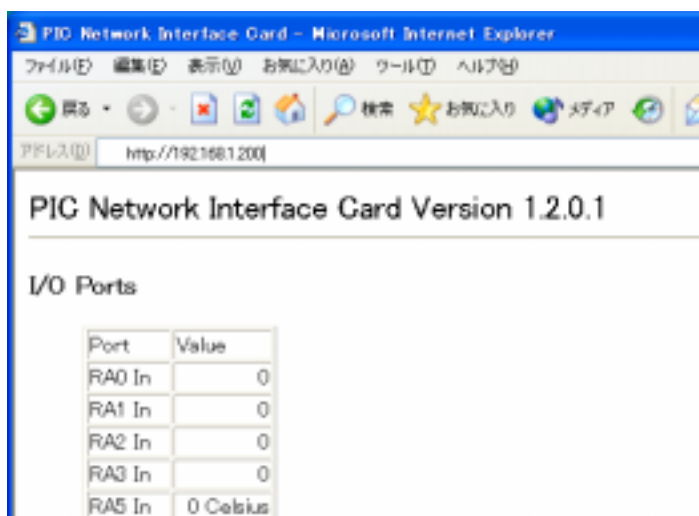 PIC Network Interface Card - Microsoft Internet Explorer
ファイル(F) 編集(E) 表示(V) お気に入り(A) ツール(T) ヘルプ(H)
戻る 検索 お気に入り メディア
アドレス(D) http://192.168.1.200
PIC Network Interface Card Version 1.2.0.1
I/O Ports
Port Value
RA0 In 0
RA1 In 0
RA2 In 0
RA3 In 0
RA5 In 0 Celsius